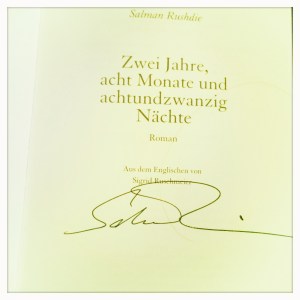 Salman Rushdie
Zwei Jahre,
acht Monate und
achtundzwanzig
Nächte
Roman
Aus dem Englischen von
Sigrid Ruschmeier